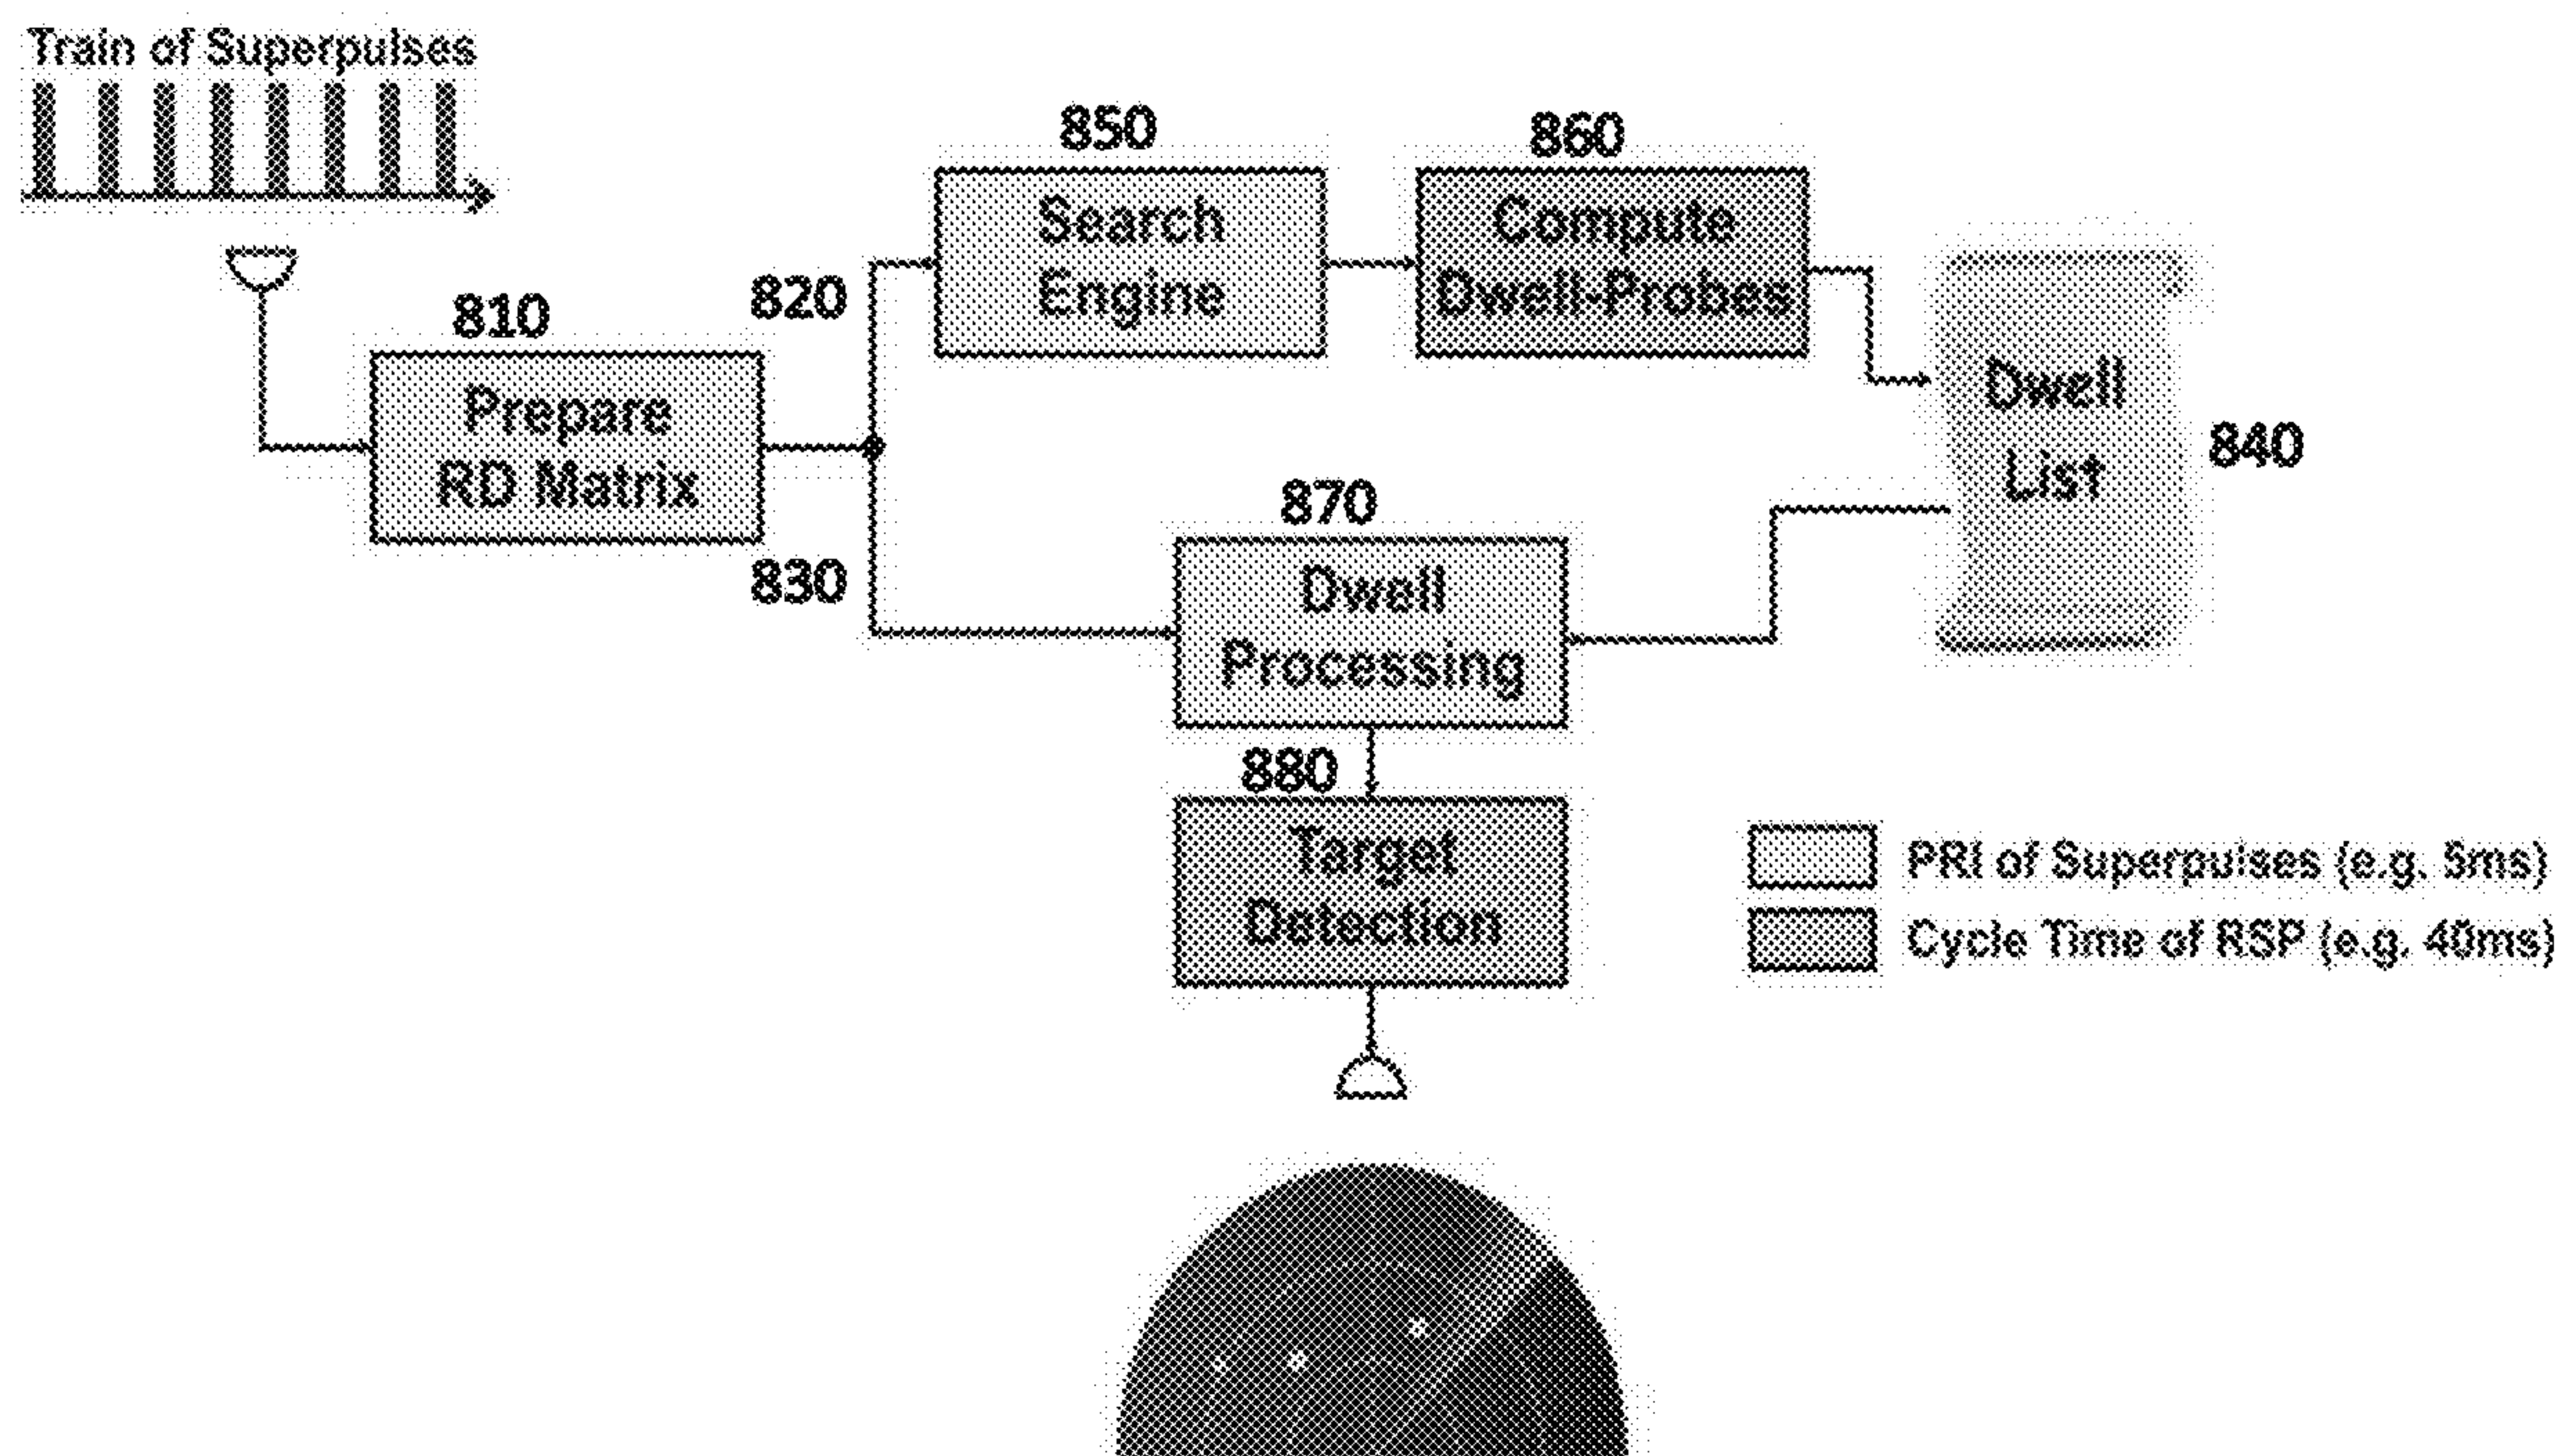 Train of Superpulses
850
860
Search
Engine
Compute
Dwell-Probes
820
810
Prepare
RD Matrix
Dwell
List
840
830
870
Dwell
Processing
880
Target
Detection
PRI of Superpulses (e.g. 5ms)
Cycle Time of RSP (e.g. 40ms)